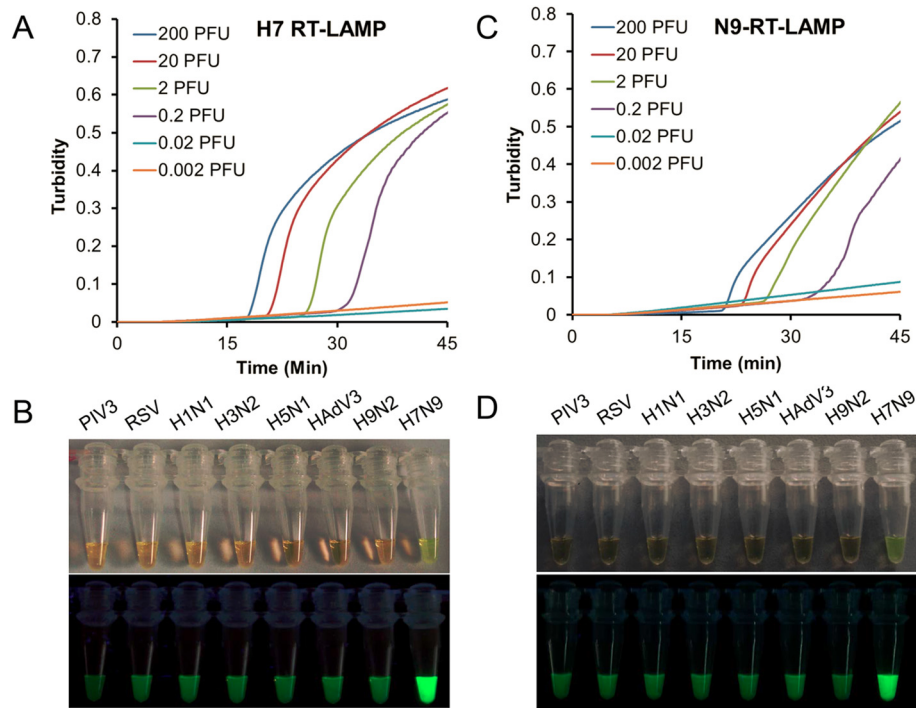 A
H7 RT-LAMP
0.8
0.7
0.6
0.5
0.4
0.3
0.2
0.1
0
Turbidity
200 PFU
20 PFU
2 PFU
0.2 PFU
0.02 PFU
0.002 PFU
0 15 30 45
Time (Min)
C
N9-RT-LAMP
0.8
0.7
0.6
0.5
0.4
0.3
0.2
0.1
0
Turbidity
200 PFU
20 PFU
2 PFU
0.2 PFU
0.02 PFU
0.002 PFU
0 15 30 45
Time (min)
B
PIV3 RSV H1N1 H3N2 H5N1 HAdV3 H9N2 H7N9
D
PIV3 RSV H1N1 H3N2 H5N1 HAdV3 H9N2 H7N9